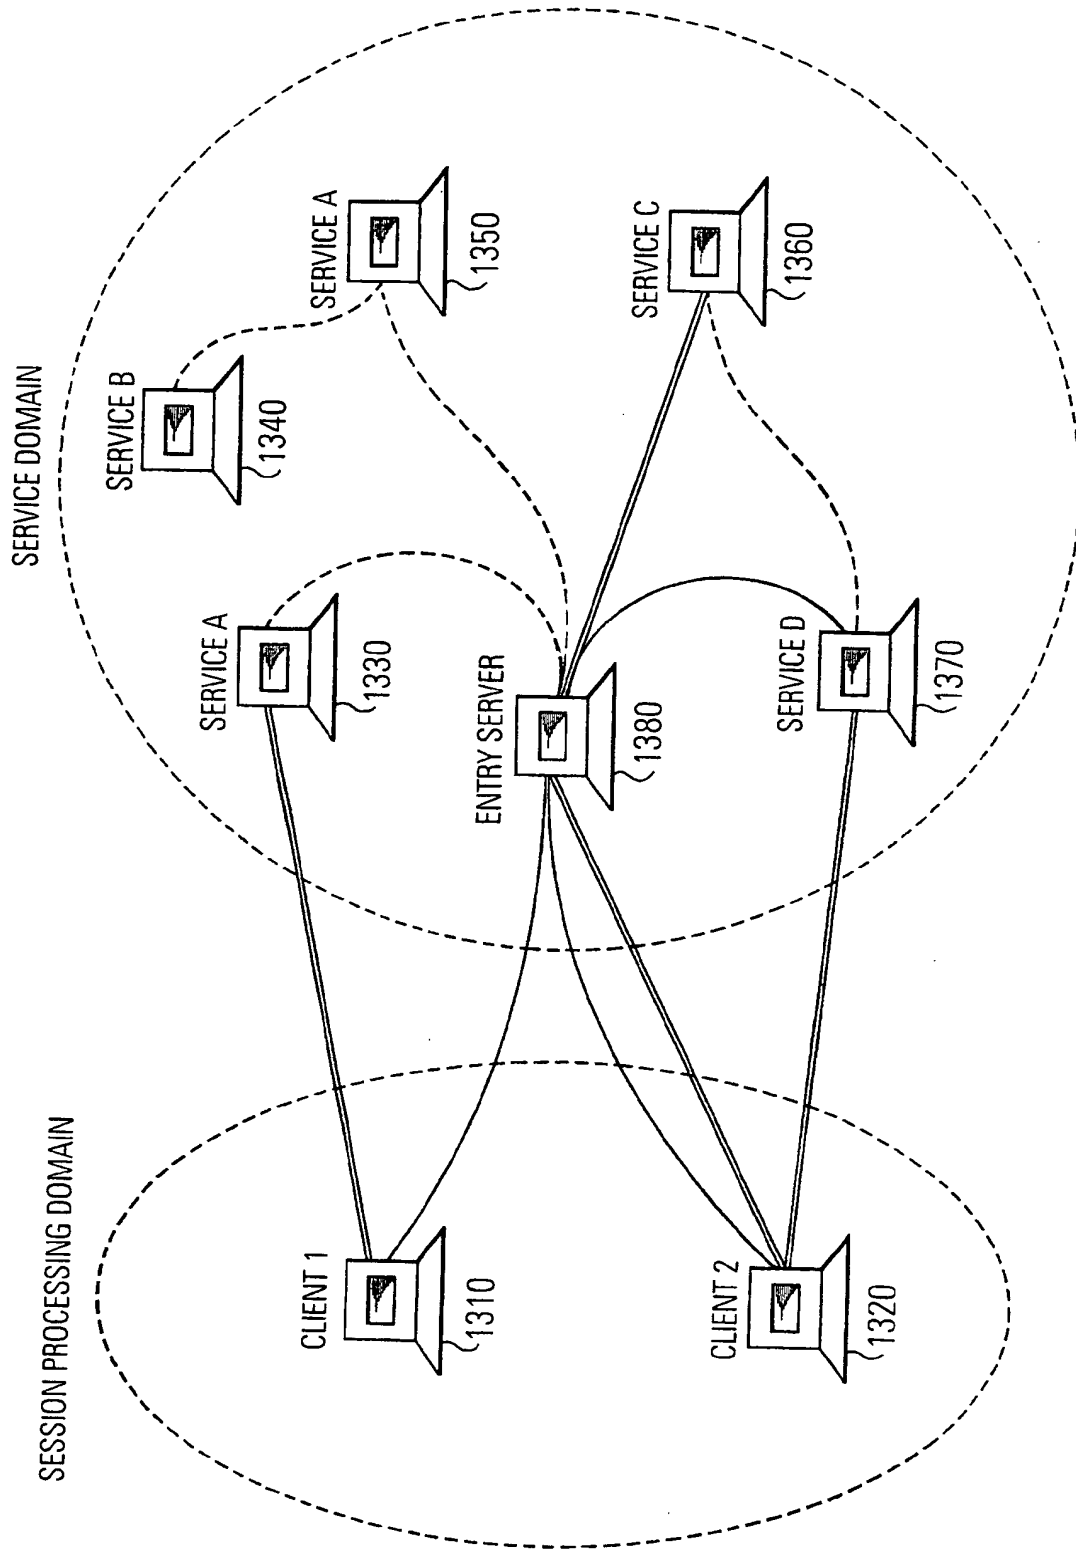 SESSION PROCESSING DOMAIN
SERVICE DOMAIN
CLIENT 1
1310
CLIENT 2
1320
SERVICE A
1330
SERVICE B
1340
SERVICE A
1350
ENTRY SERVER
1380
SERVICE C
1360
SERVICE D
1370